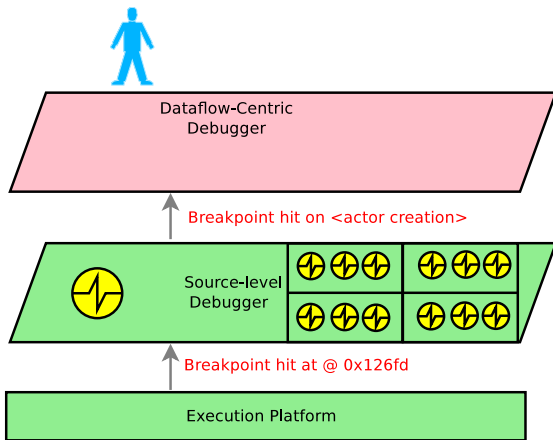 Dataflow-Centric
Debugger
Breakpoint hit on <actor creation>
Source-level
Debugger
Breakpoint hit at @ 0x126fd
Execution Platform